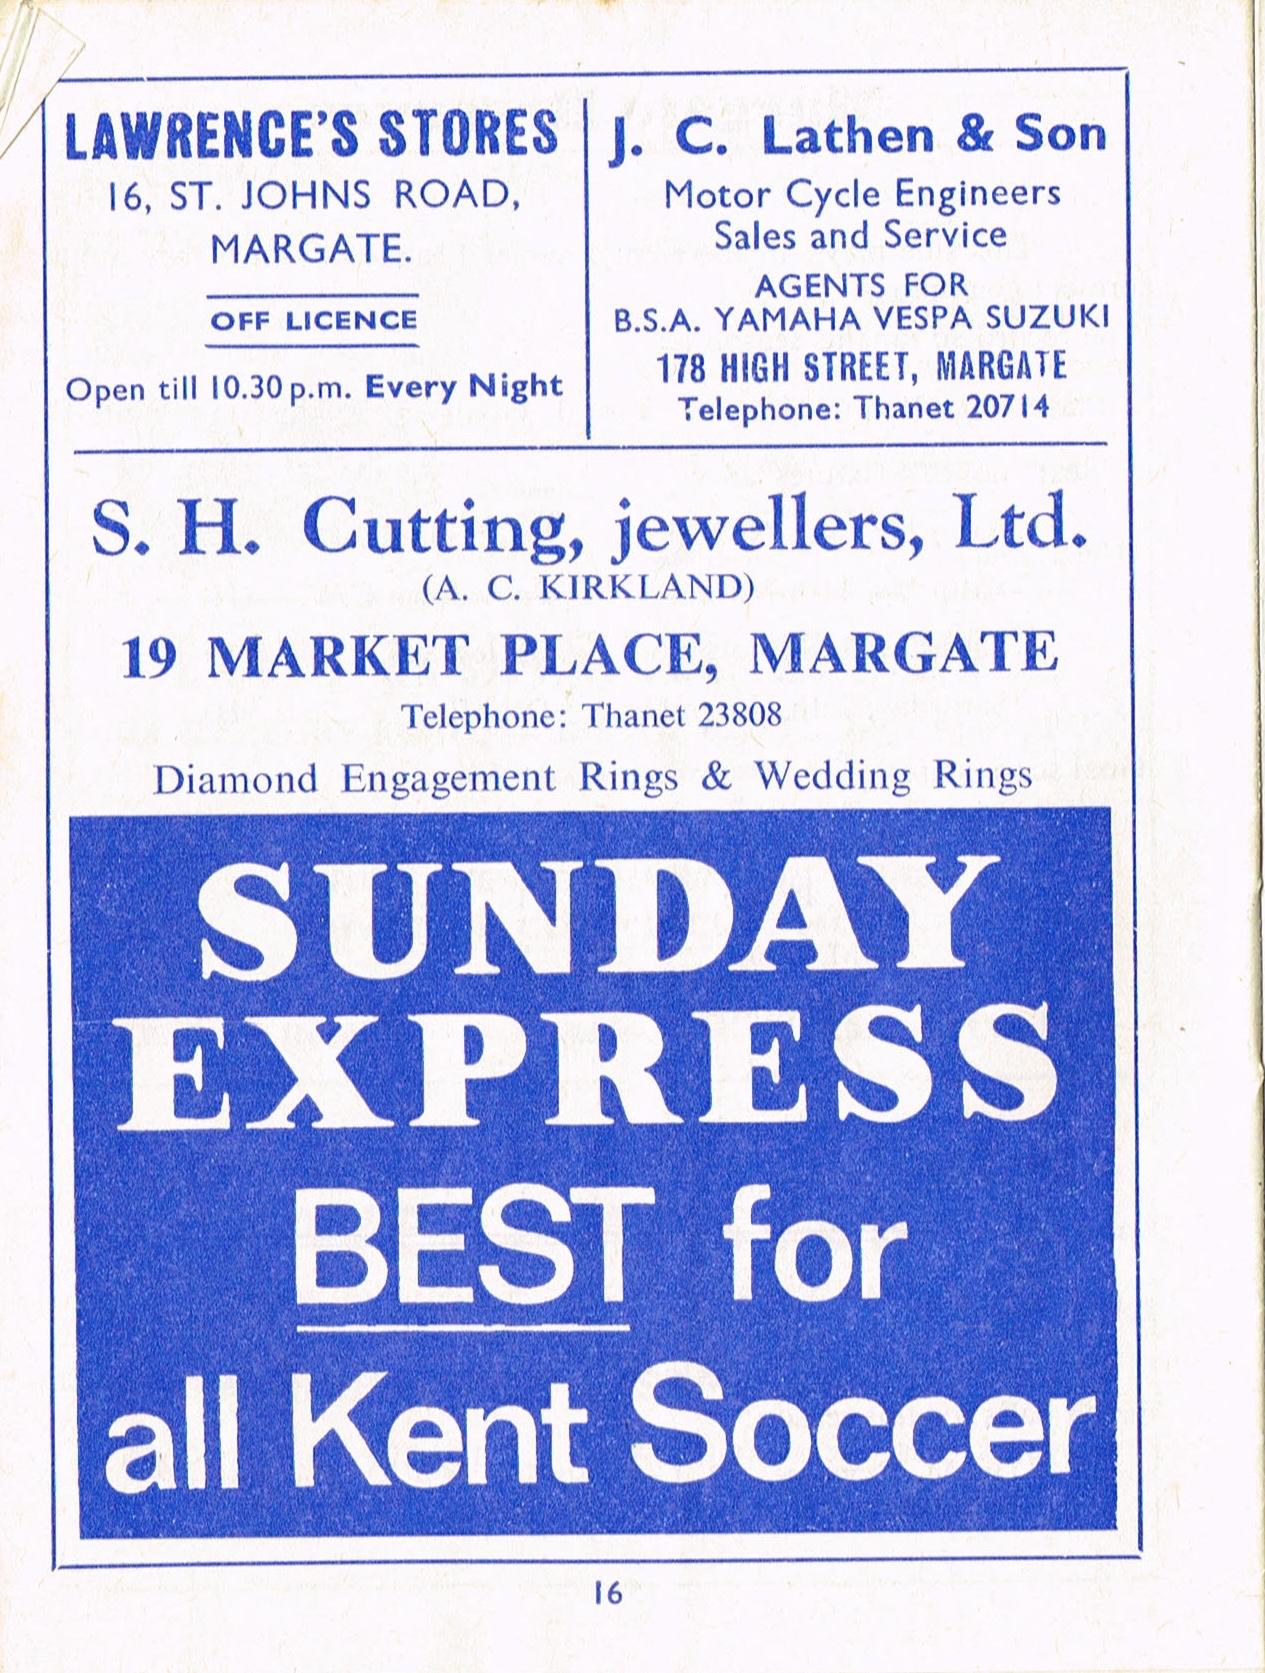 LAWRENCE'S STORES
16, ST. JOHNS ROAD,
MARGATE.
OFF LICENCE
Open till 10.30 p.m. Every Night
J. C. Lathen & Son
Motor Cycle Engineers
Sales and Service
AGENTS FOR
B.S.A. YAMAHA VESPA SUZUKI
178 HIGH STREET, MARGATE
Telephone: Thanet 20714
S. H. Cutting, jewellers, Ltd.
(A. C. KIRKLAND)
19 MARKET PLACE, MARGATE
Telephone: Thanet 23808
Diamond Engagement Rings & Wedding Rings
SUNDAY
EXPRESS
BEST for
all Kent Soccer
16